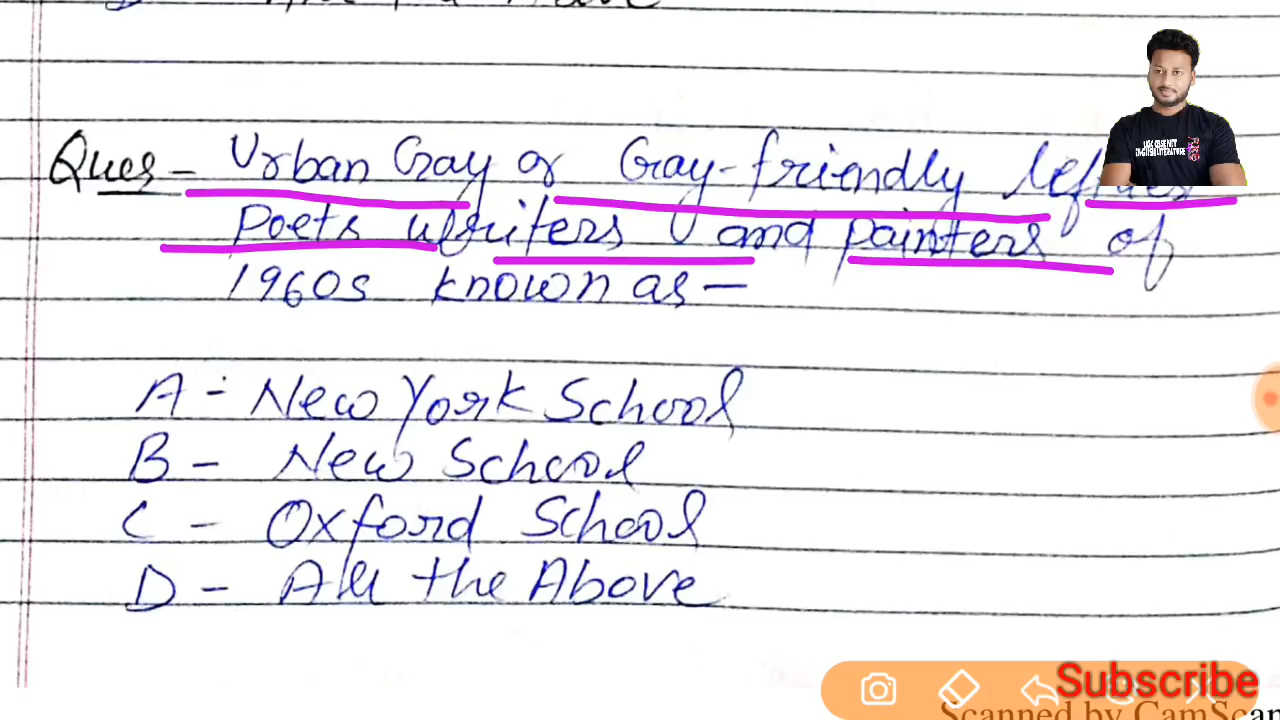 Ques - Urban Gay or Gay-friendly
Poets writers and painters of
1960s known as -
A - New York School
B - New School
C - Oxford School
D - All the Above
Subscribe
Scanned by CamScan